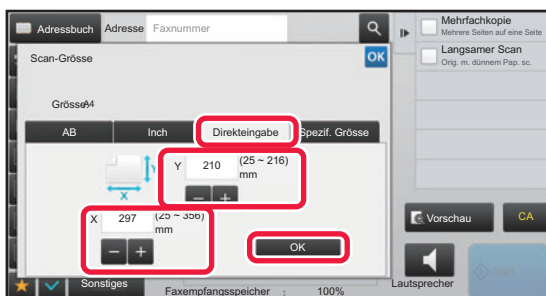 Adressbuch Adresse Faxnummer
Mehrfachkopie
Mehrere Seiten auf eine Seite
Langsamer Scan
Orig. m. dünnem Pap. sc.
Scan-Grösse
OK
Grösse A4
AB Inch Direkteingabe Spezif. Grösse
Y 210 (25 ~ 216)
mm
Y
X
X 297 (25 ~ 356)
mm
OK
Vorschau CA
Sonstiges
Faxempfangsspeicher : 100%
Lautsprecher
Start